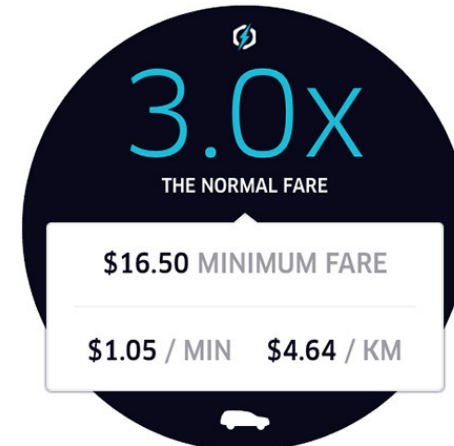 3.0x
THE NORMAL FARE
$16.50 MINIMUM FARE
$1.05 / MIN $4.64 / KM